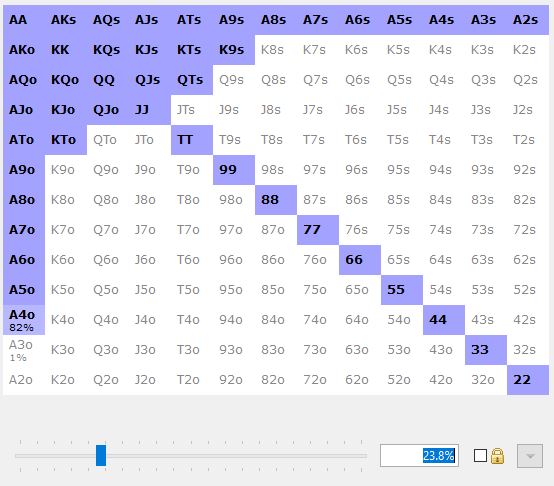 AA AKs AQs AJs ATs A9s A8s A7s A6s A5s A4s A3s A2s
AKo KK KQs KJs KTs K9s K8s K7s K6s K5s K4s K3s K2s
AQo KQo QQ QJs QTs Q9s Q8s Q7s Q6s Q5s Q4s Q3s Q2s
AJo KJo QJo JJ JTs J9s J8s J7s J6s J5s J4s J3s J2s
ATo KTo QTo JTo TT T9s T8s T7s T6s T5s T4s T3s T2s
A9o K9o Q9o J9o T9o 99 98s 97s 96s 95s 94s 93s 92s
A8o K8o Q8o J8o T8o 98o 88 87s 86s 85s 84s 83s 82s
A7o K7o Q7o J7o T7o 97o 87o 77 76s 75s 74s 73s 72s
A6o K6o Q6o J6o T6o 96o 86o 76o 66 65s 64s 63s 62s
A5o K5o Q5o J5o T5o 95o 85o 75o 65o 55 54s 53s 52s
A4o K4o Q4o J4o T4o 94o 84o 74o 64o 54o 44 43s 42s
82%
A3o K3o Q3o J3o T3o 93o 83o 73o 63o 53o 43o 33 32s
1%
A2o K2o Q2o J2o T2o 92o 82o 72o 62o 52o 42o 32o 22
23.8%